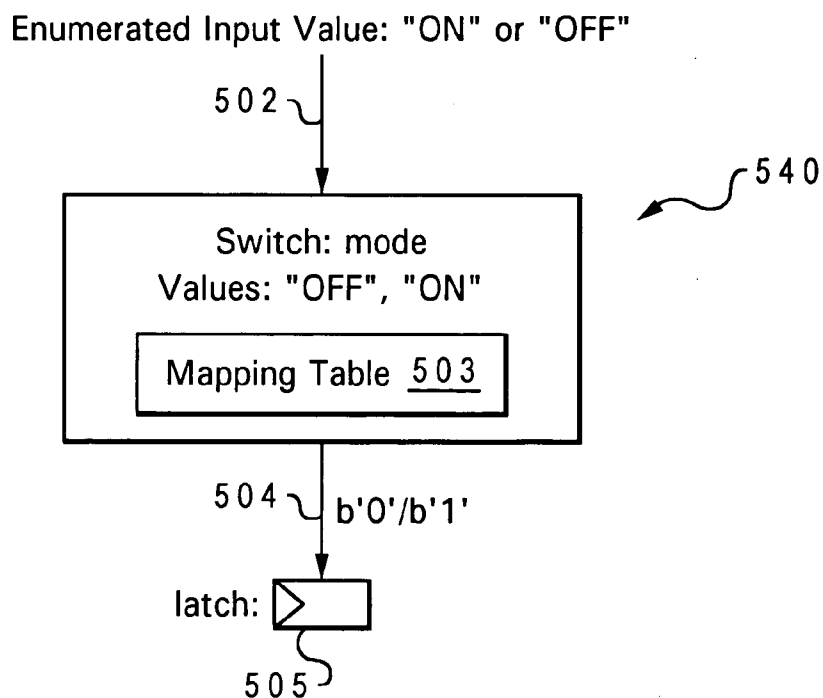 Enumerated Input Value: "ON" or "OFF"
502
540
Switch: mode
Values: "OFF", "ON"
Mapping Table 503
504
b'0'/b'1'
latch:
505